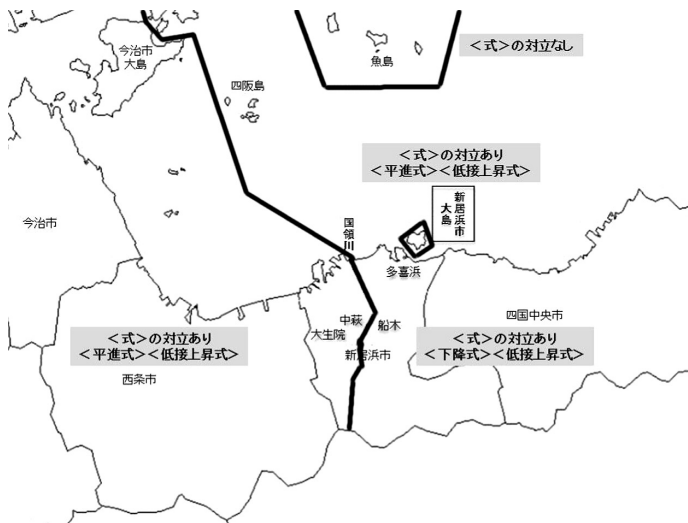 今治市
大島
四阪島
魚島
＜式＞の対立なし
＜式＞の対立あり
＜平進式＞＜低接上昇式＞
新居浜市
大島
今治市
国領川
多喜浜
四国中央市
中萩
船木
大生院
新居浜市
＜式＞の対立あり
＜平進式＞＜低接上昇式＞
＜式＞の対立あり
＜下降式＞＜低接上昇式＞
西条市